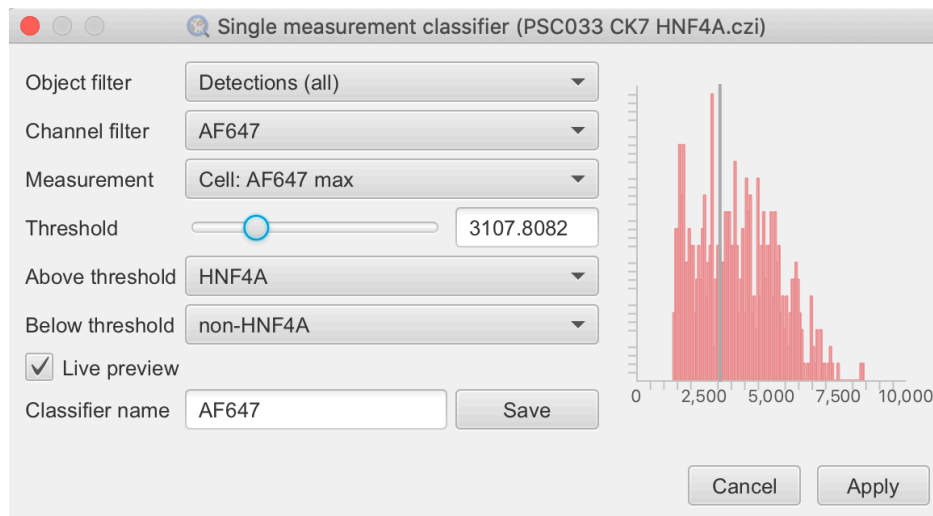 Single measurement classifier (PSC033 CK7 HNF4A.czi)
Object filter Detections (all)
Channel filter AF647
Measurement Cell: AF647 max
Threshold 3107.8082
Above threshold HNF4A
Below threshold non-HNF4A
Live preview
Classifier name AF647 Save
0 2,500 5,000 7,500 10,000
Cancel Apply